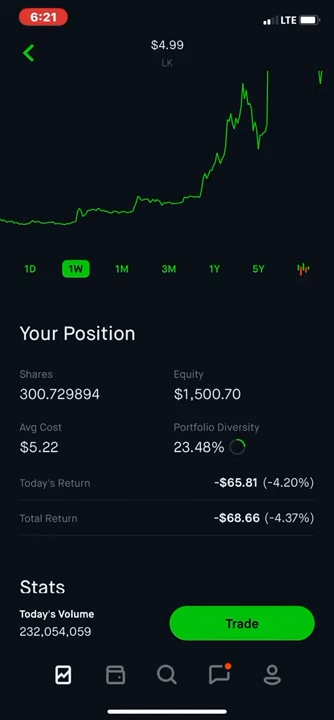 6:21
LTE
$4.99
LK
1D 1W 1M 3M 1Y 5Y
Your Position
Shares Equity
300.729894 $1,500.70
Avg Cost Portfolio Diversity
$5.22 23.48%
Today's Return -$65.81 (-4.20%)
Total Return -$68.66 (-4.37%)
Stats
Today's Volume
232,054,059
Trade